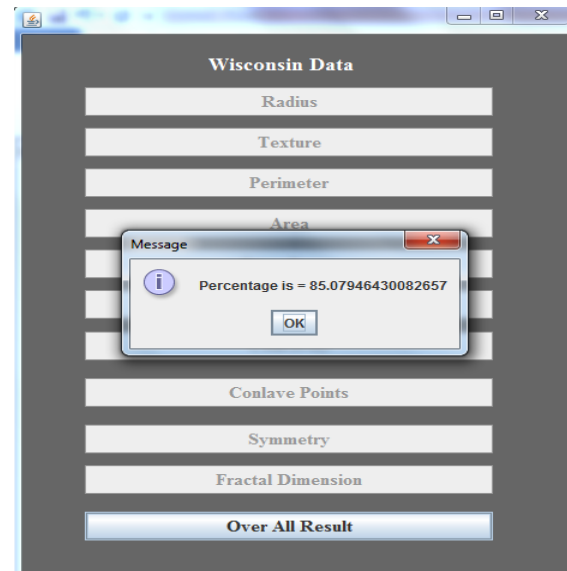 Wisconsin Data
Radius
Texture
Perimeter
Area
Message
Percentage is = 85.07946430082657
OK
Conlave Points
Symmetry
Fractal Dimension
Over All Result